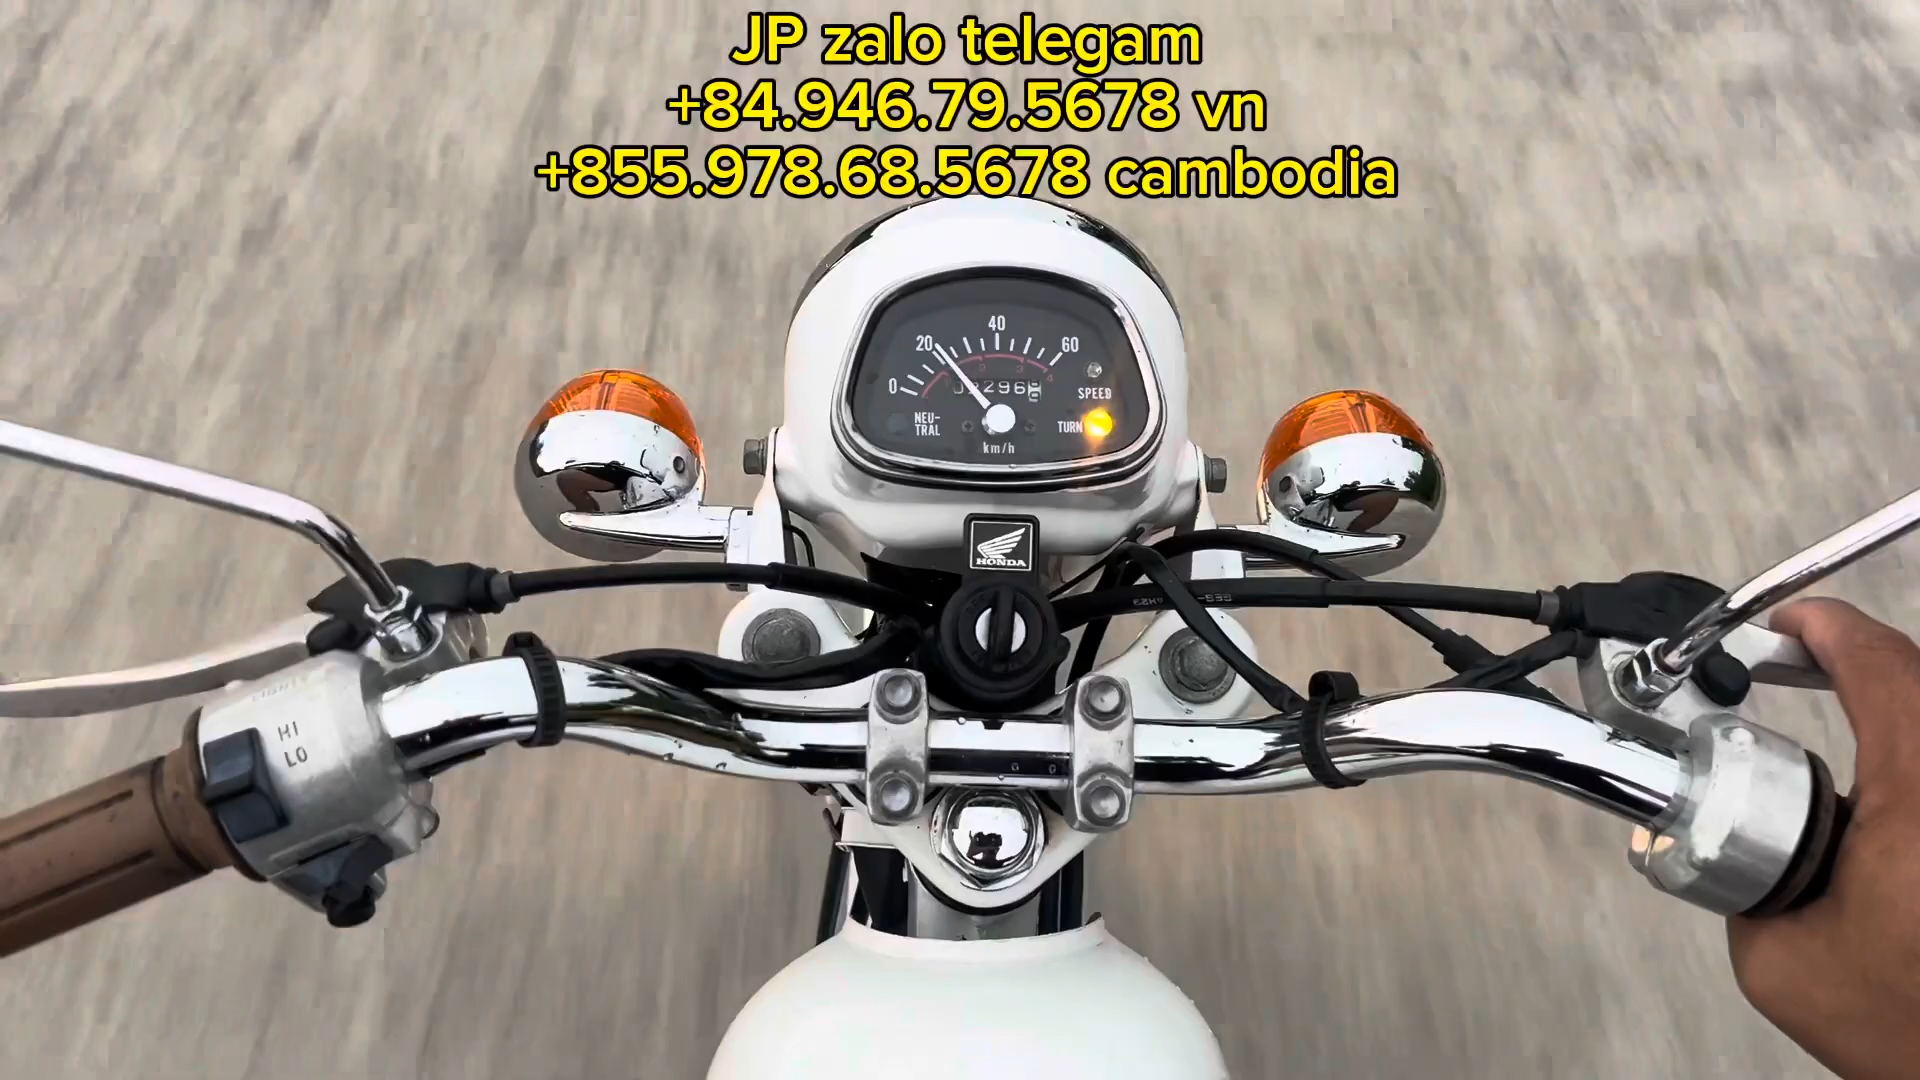 JP zalo telegam
+84.946.79.5678 vn
+855.978.68.5678 cambodia
0 20 40 60
SPEED
TURN
NEU-
TRAL
km/h
HONDA
LIGHTS
HI
LO